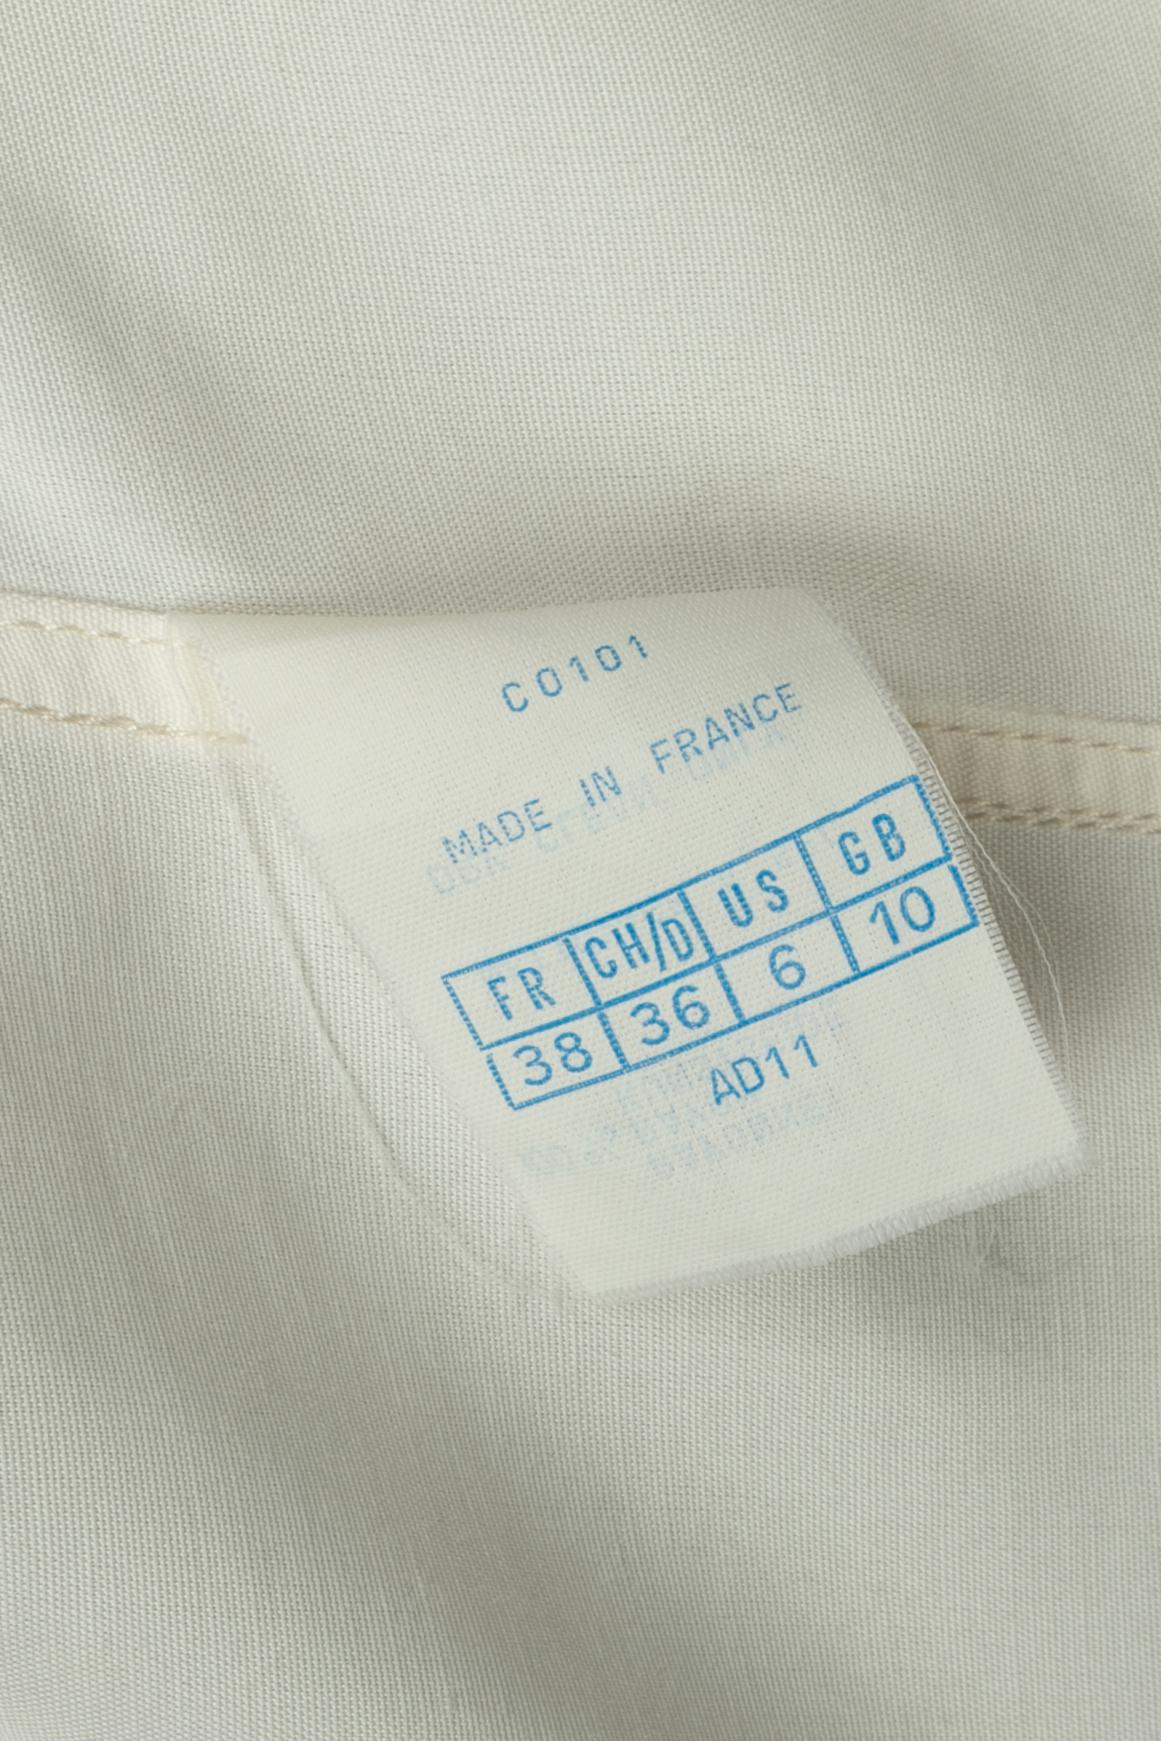 C0101
MADE IN FRANCE
FR CH/D US GB
38 36 6 10
AD11